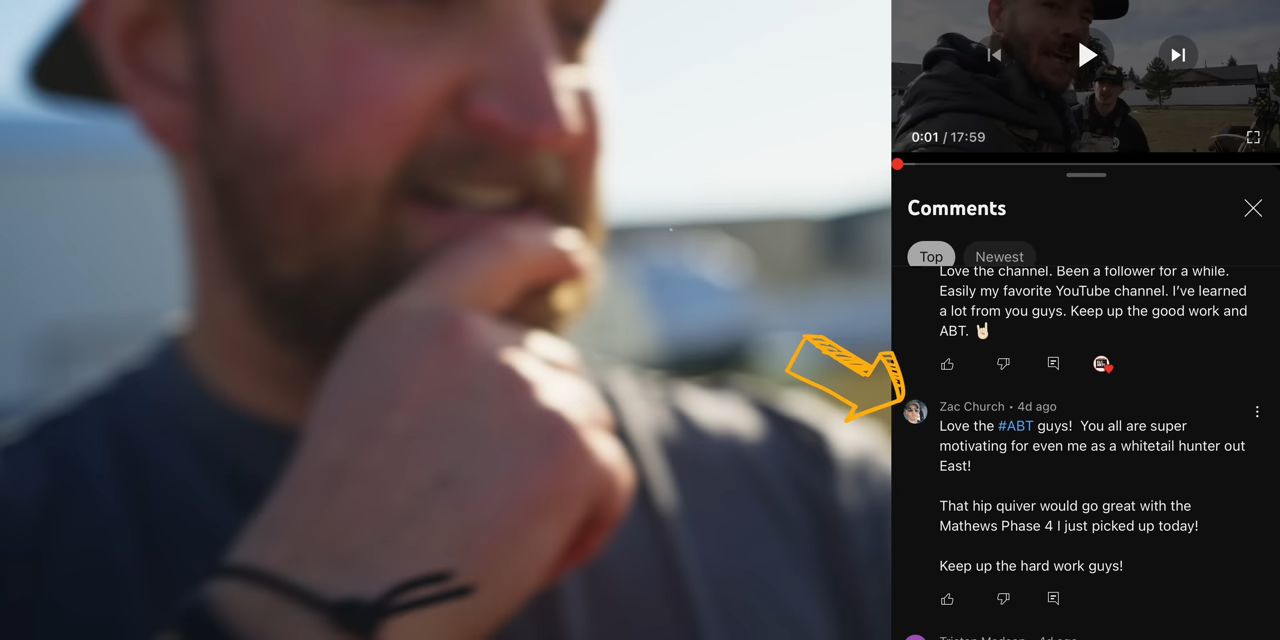 0:01 / 17:59
Comments
Top
Newest
Love the channel. Been a follower for a while.
Easily my favorite YouTube channel. I've learned
a lot from you guys. Keep up the good work and
ABT. 🤘🏻
Zac Church • 4d ago
Love the #ABT guys!  You all are super
motivating for even me as a whitetail hunter out
East!
That hip quiver would go great with the
Mathews Phase 4 I just picked up today!
Keep up the hard work guys!